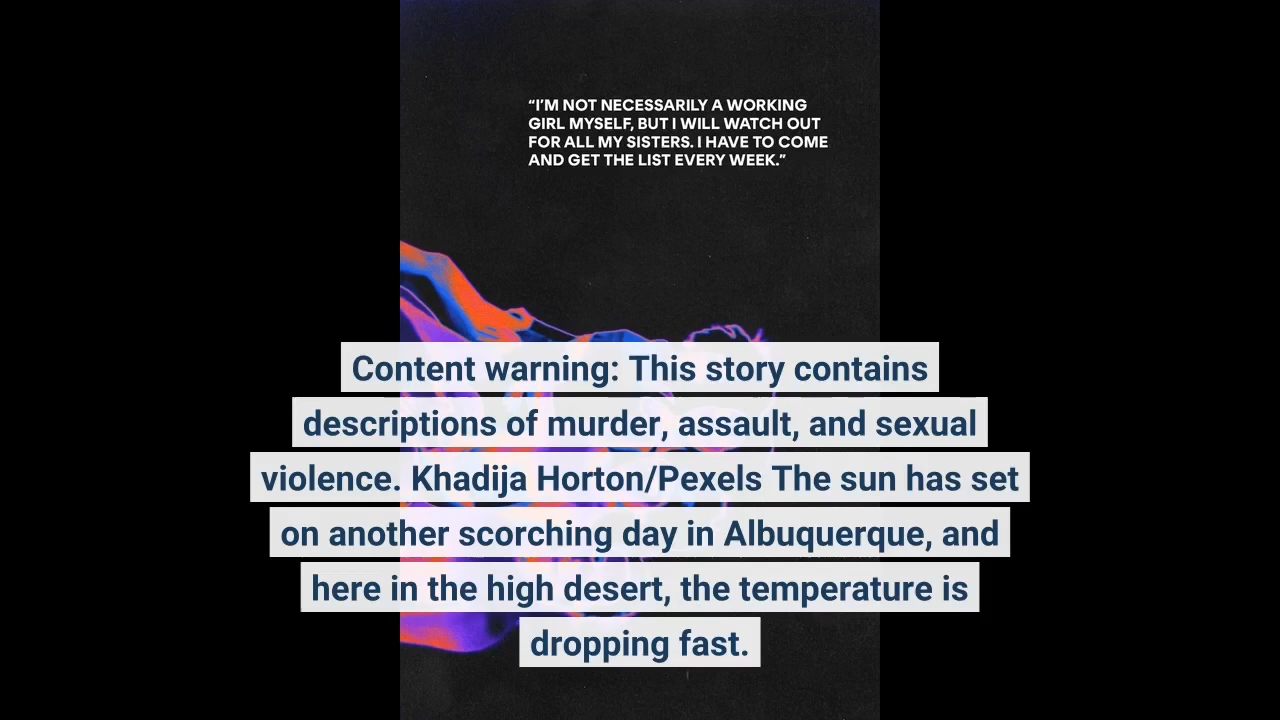 “I’M NOT NECESSARILY A WORKING
GIRL MYSELF, BUT I WILL WATCH OUT
FOR ALL MY SISTERS. I HAVE TO COME
AND GET THE LIST EVERY WEEK.”
Content warning: This story contains
descriptions of murder, assault, and sexual
violence. Khadija Horton/Pexels The sun has set
on another scorching day in Albuquerque, and
here in the high desert, the temperature is
dropping fast.